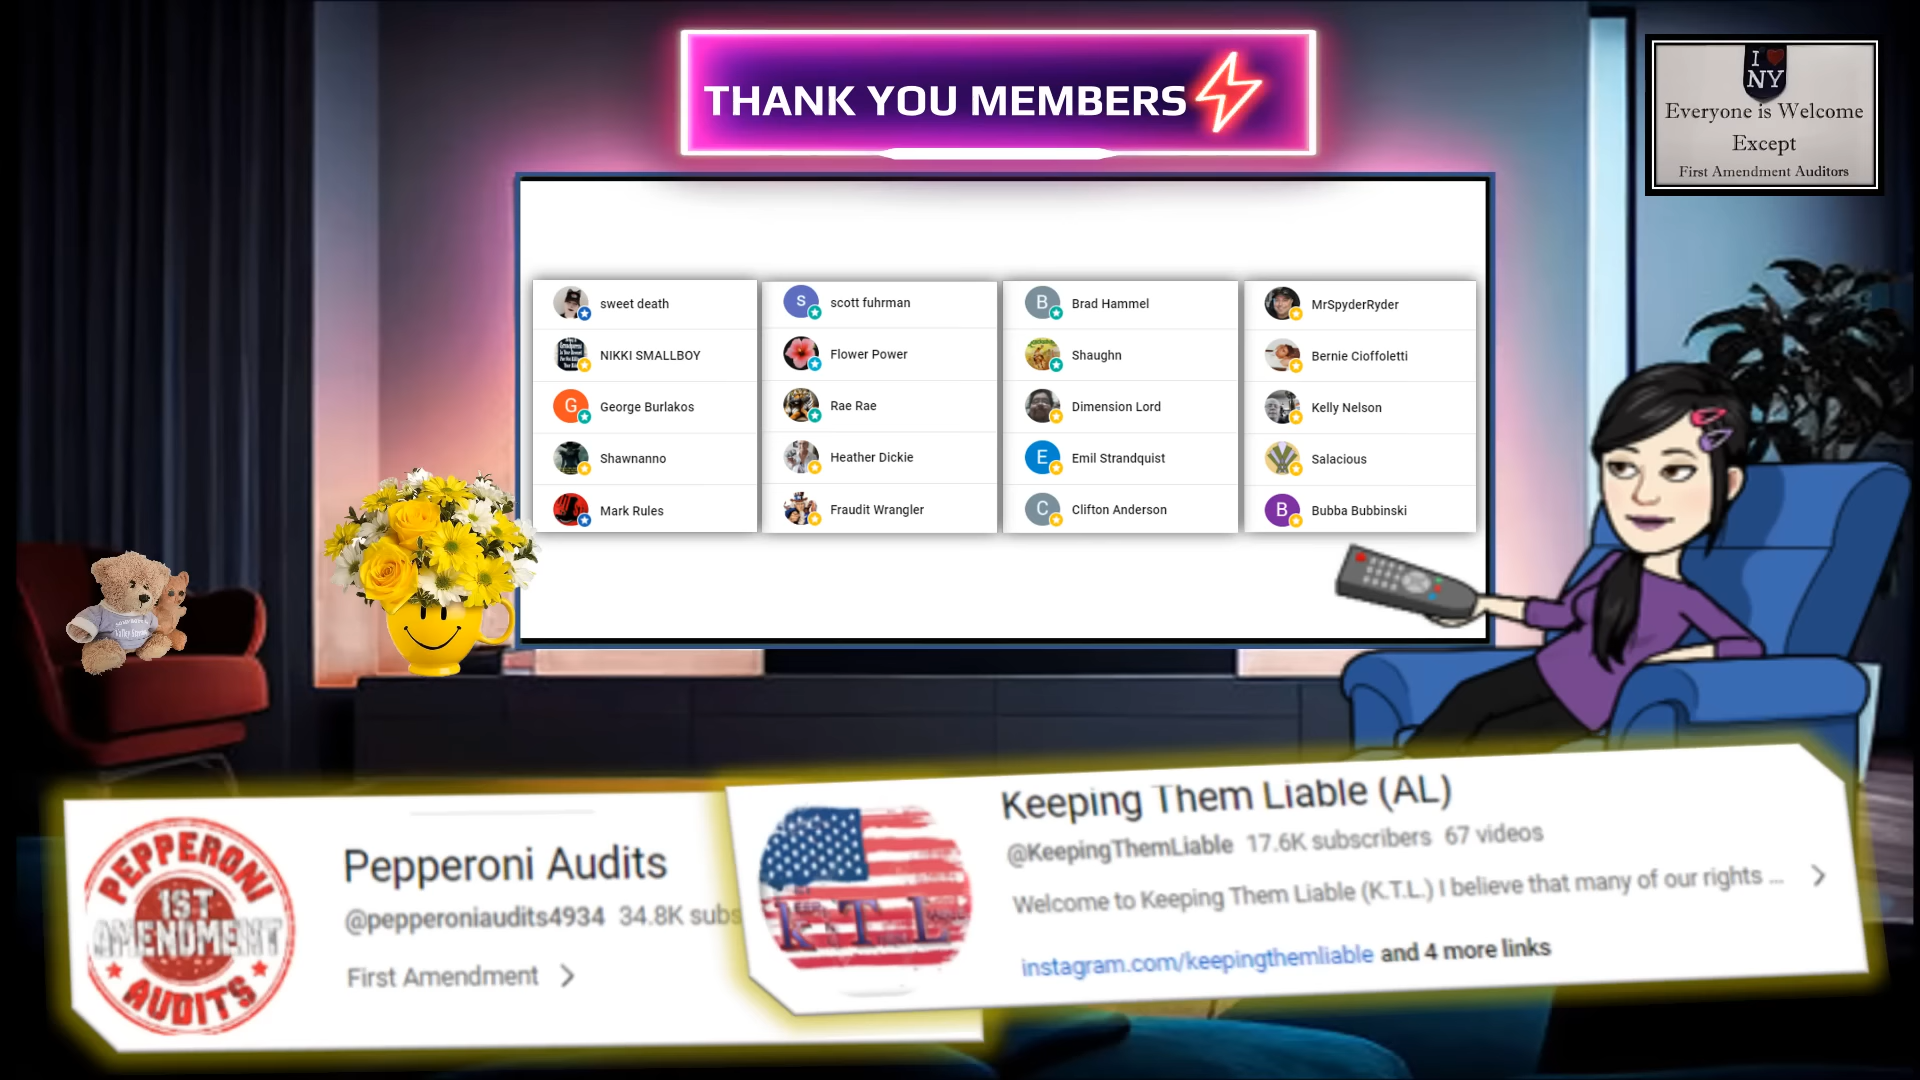 THANK YOU MEMBERS
I NY
Everyone is Welcome
Except
First Amendment Auditors
sweet death
NIKKI SMALLBOY
G George Burlakos
Shawnanno
Mark Rules
S scott fuhrman
Flower Power
Rae Rae
Heather Dickie
Fraudit Wrangler
B Brad Hammel
Shaughn
Dimension Lord
E Emil Strandquist
C Clifton Anderson
MrSpyderRyder
Bernie Cioffoletti
Kelly Nelson
Salacious
B Bubba Bubbinski
PEPPERONI
1ST
AMENDMENT
AUDITS
Pepperoni Audits
@pepperoniaudits4934 34.8K subs
First Amendment >
K T L
Keeping Them Liable (AL)
@KeepingThemLiable 17.6K subscribers 67 videos
Welcome to Keeping Them Liable (K.T.L.) I believe that many of our rights ... >
instagram.com/keepingthemliable and 4 more links